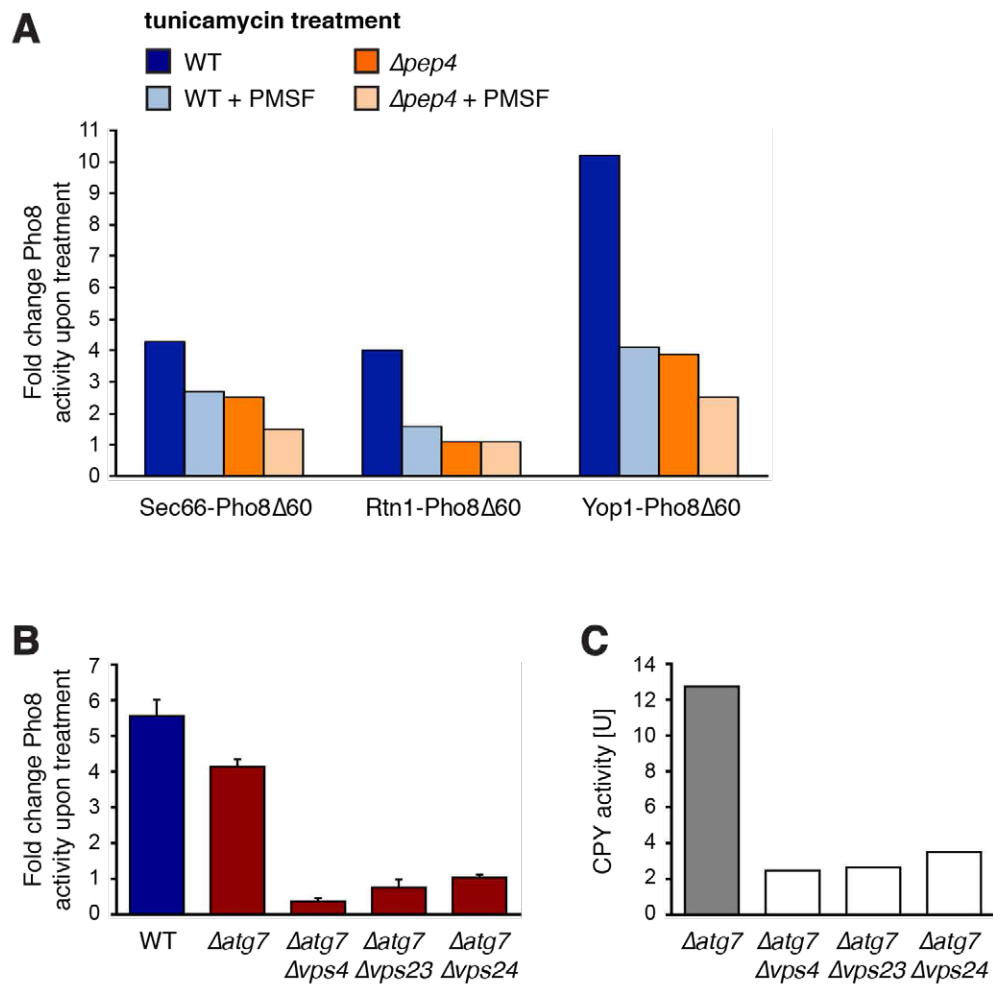 A
tunicamycin treatment
WT
Δpep4
WT + PMSF
Δpep4 + PMSF
Fold change Pho8
activity upon treatment
11
10
9
8
7
6
5
4
3
2
1
0
Sec66-Pho8Δ60
Rtn1-Pho8Δ60
Yop1-Pho8Δ60
B
Fold change Pho8
activity upon treatment
7
6
5
4
3
2
1
0
WT
Δatg7
Δatg7
Δvps4
Δatg7
Δvps23
Δatg7
Δvps24
C
CPY activity [U]
14
12
10
8
6
4
2
0
Δatg7
Δatg7
Δvps4
Δatg7
Δvps23
Δatg7
Δvps24